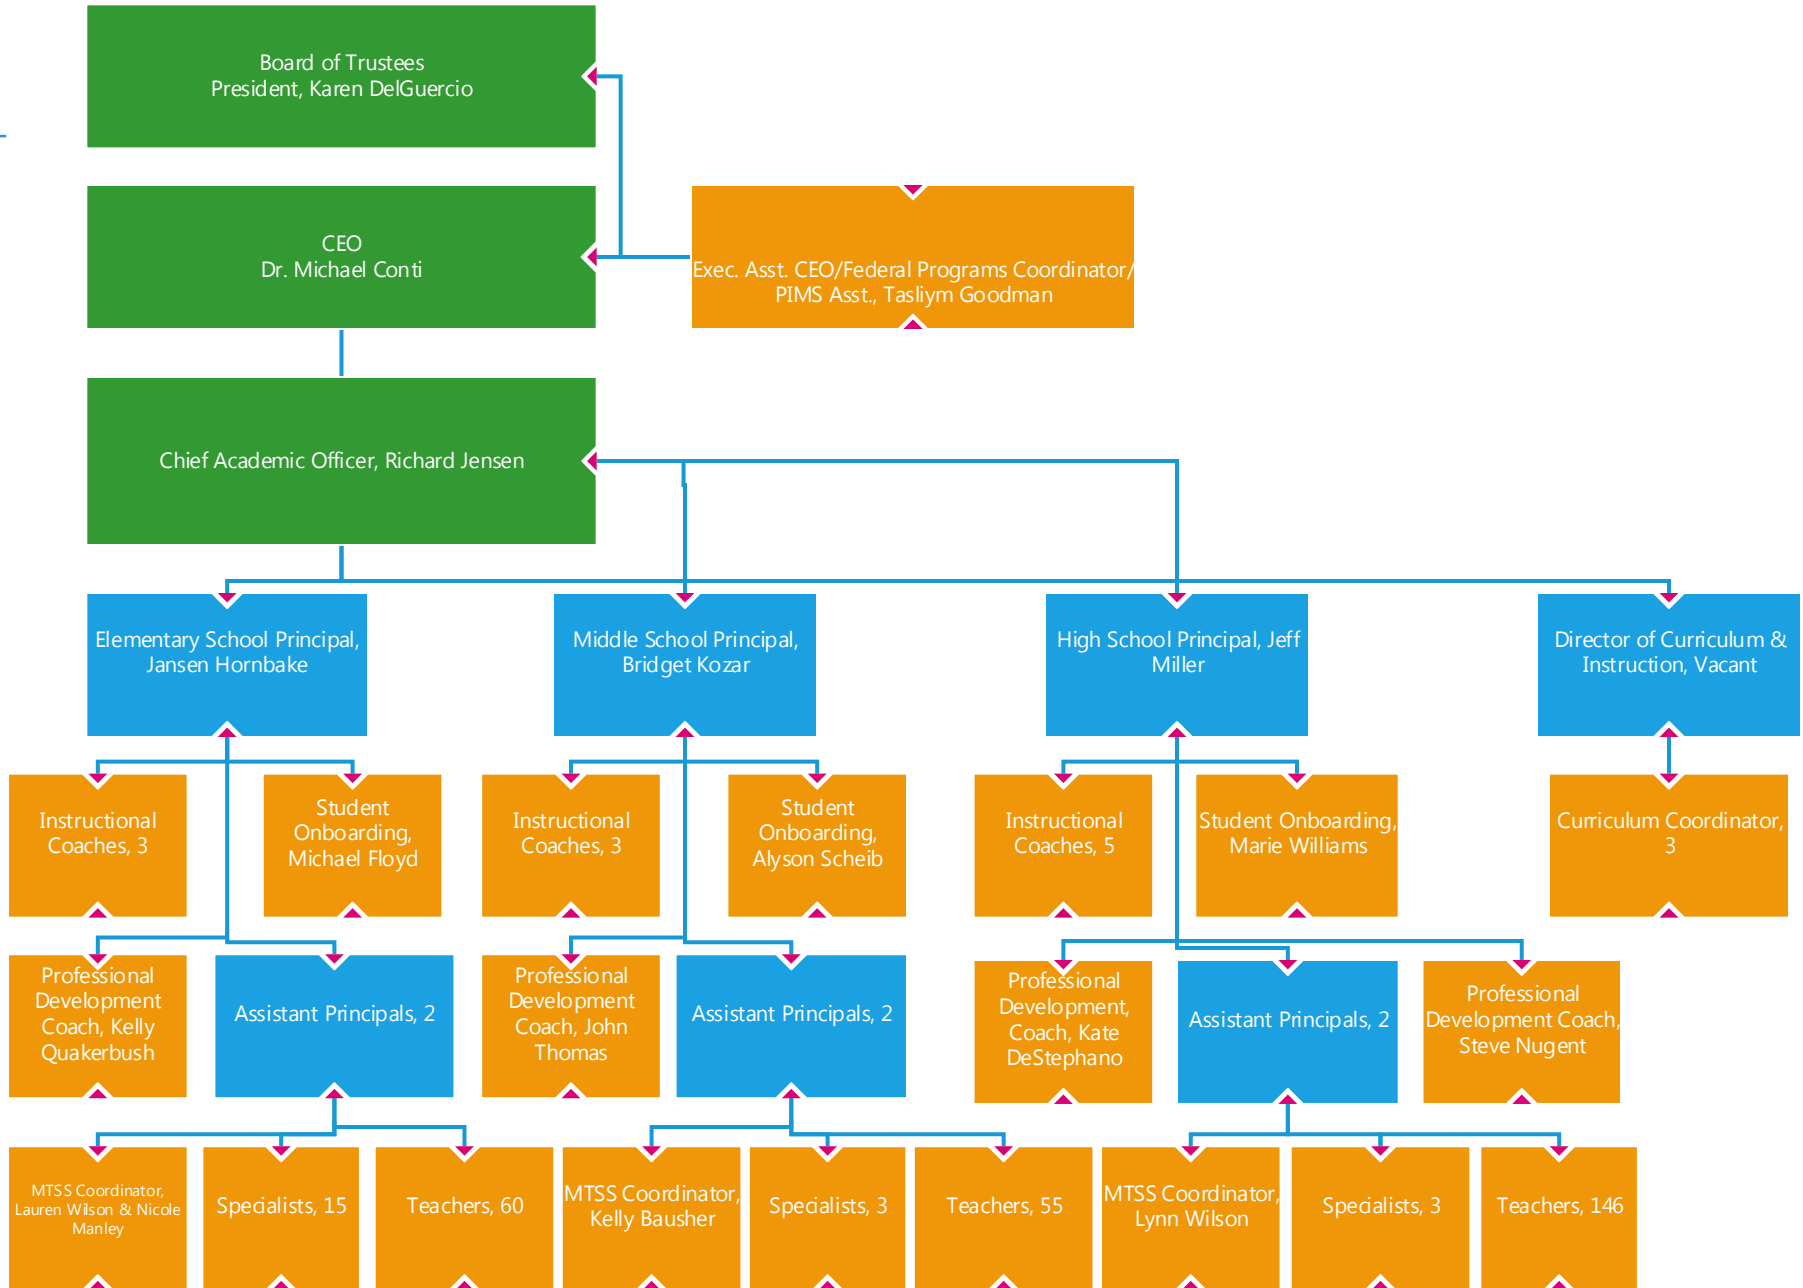 Board of Trustees
President, Karen DelGuercio
CEO
Dr. Michael Conti
Exec. Asst. CEO/Federal Programs Coordinator/
PIMS Asst., Tasliym Goodman
Chief Academic Officer, Richard Jensen
Elementary School Principal,
Jansen Hornbake
Middle School Principal,
Bridget Kozar
High School Principal, Jeff
Miller
Director of Curriculum &
Instruction, Vacant
Instructional
Coaches, 3
Student
Onboarding,
Michael Floyd
Instructional
Coaches, 3
Student
Onboarding,
Alyson Scheib
Instructional
Coaches, 5
Student Onboarding,
Marie Williams
Curriculum Coordinator,
3
Professional
Development
Coach, Kelly
Quakerbush
Assistant Principals, 2
Professional
Development
Coach, John
Thomas
Assistant Principals, 2
Professional
Development,
Coach, Kate
DeStephano
Assistant Principals, 2
Professional
Development Coach,
Steve Nugent
MTSS Coordinator,
Lauren Wilson & Nicole
Manley
Specialists, 15
Teachers, 60
MTSS Coordinator,
Kelly Bausher
Specialists, 3
Teachers, 55
MTSS Coordinator,
Lynn Wilson
Specialists, 3
Teachers, 146